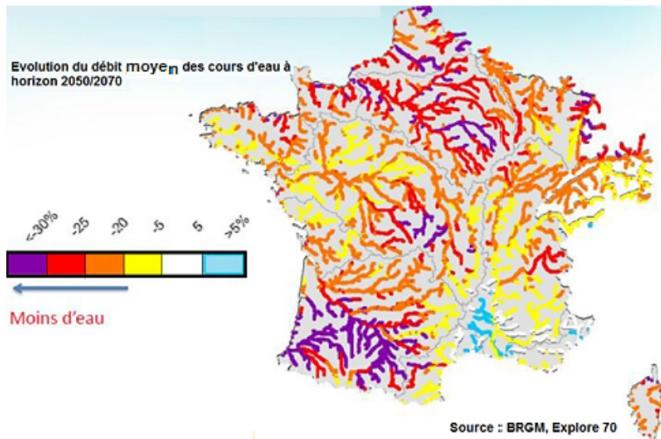 Evolution du débit moyen des cours d'eau à
horizon 2050/2070
<-30%
-25
-20
-5
5
>5%
Moins d'eau
Source : BRGM, Explore 70